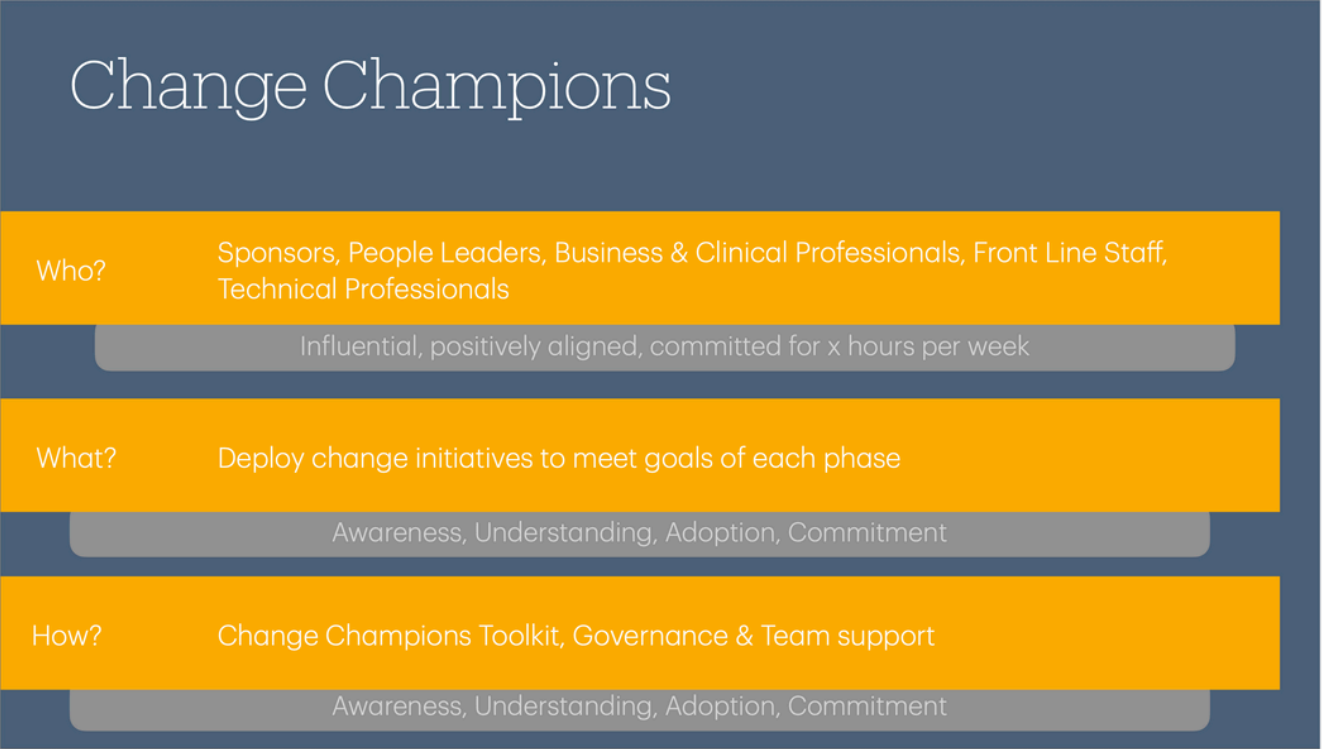 Change Champions
Who?
Sponsors, People Leaders, Business & Clinical Professionals, Front Line Staff,
Technical Professionals
Influential, positively aligned, committed for x hours per week
What?
Deploy change initiatives to meet goals of each phase
Awareness, Understanding, Adoption, Commitment
How?
Change Champions Toolkit, Governance & Team support
Awareness, Understanding, Adoption, Commitment